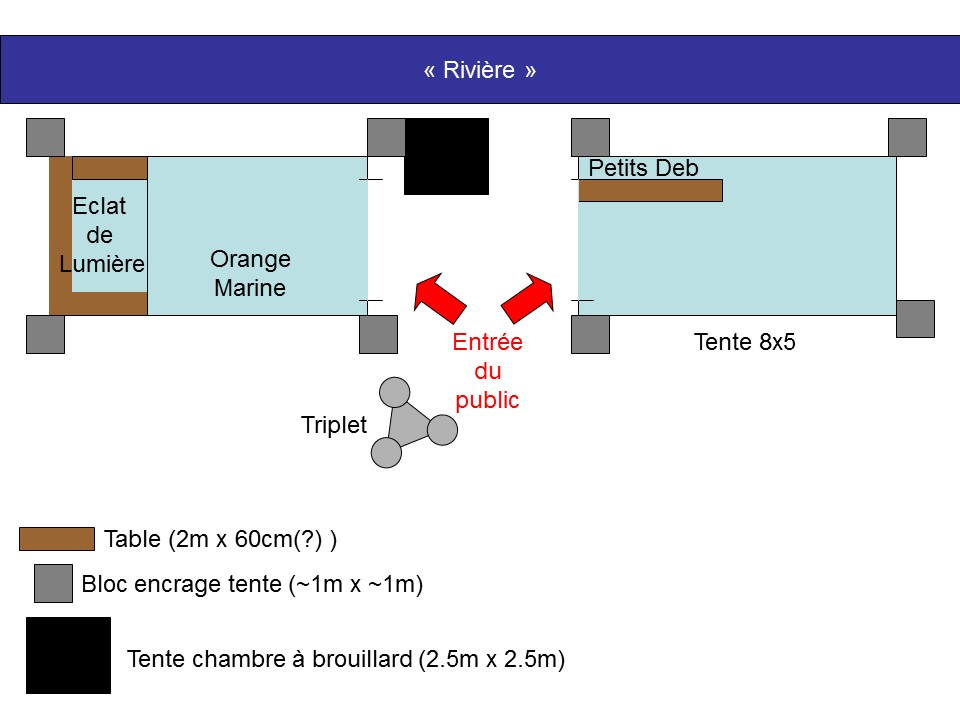 « Rivière »
Petits Deb
Eclat
de
Lumière
Orange
Marine
Entrée
du
public
Tente 8x5
Triplet
Table (2m x 60cm(?) )
Bloc encrage tente (~1m x ~1m)
Tente chambre à brouillard (2.5m x 2.5m)